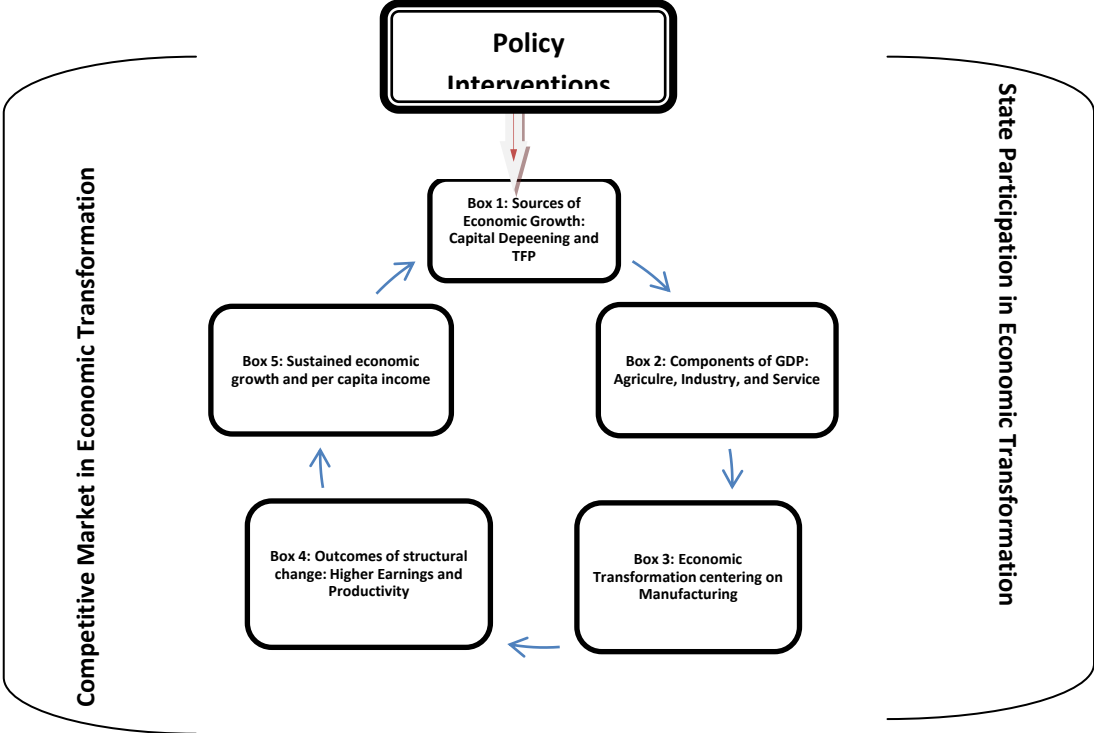 Policy
Interventions
Competitive Market in Economic Transformation
State Participation in Economic Transformation
Box 1: Sources of
Economic Growth:
Capital Depeening and
TFP
Box 2: Components of GDP:
Agriculre, Industry, and Service
Box 3: Economic
Transformation centering on
Manufacturing
Box 4: Outcomes of structural
change: Higher Earnings and
Productivity
Box 5: Sustained economic
growth and per capita income